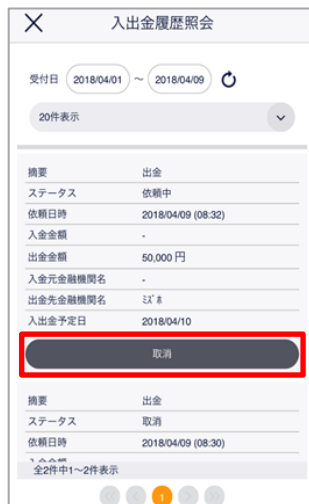 入出金履歴照会
受付日 2018/04/01 ～ 2018/04/09
20件表示
摘要 出金
ステータス 依頼中
依頼日時 2018/04/09 (08:32)
入金金額 -
出金金額 50,000 円
入金元金融機関名 -
出金先金融機関名 ﾐｽﾞﾎ
入出金予定日 2018/04/10
取消
摘要 出金
ステータス 取消
依頼日時 2018/04/09 (08:30)
全2件中1～2件表示
1